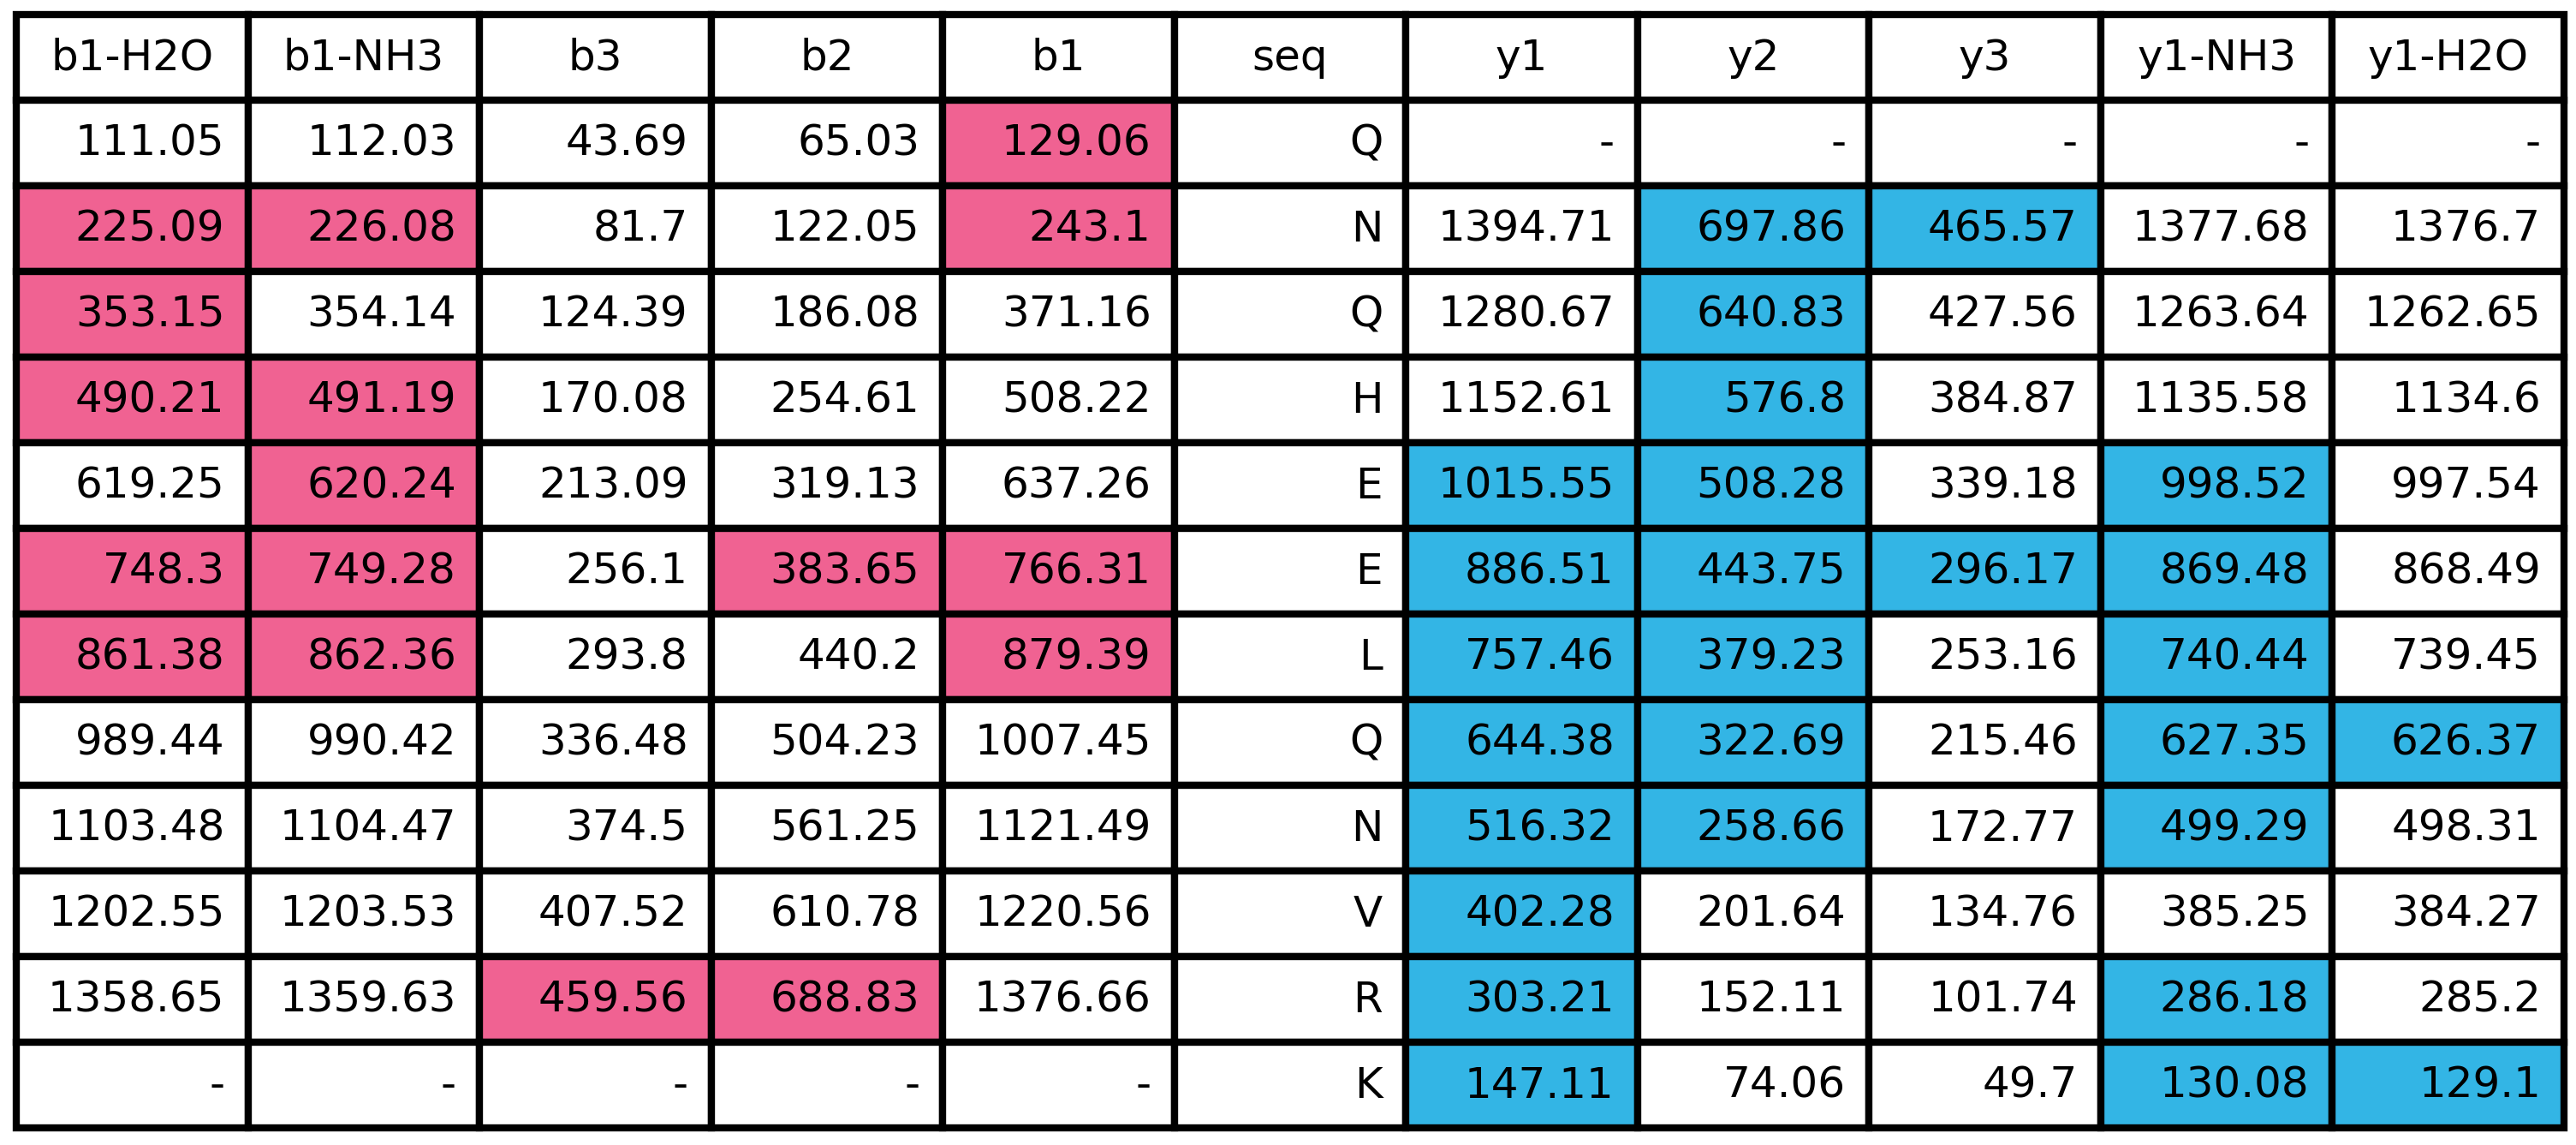 b1-H2O b1-NH3 b3 b2 b1 seq y1 y2 y3 y1-NH3 y1-H2O
111.05 112.03 43.69 65.03 129.06 Q - - - - -
225.09 226.08 81.7 122.05 243.1 N 1394.71 697.86 465.57 1377.68 1376.7
353.15 354.14 124.39 186.08 371.16 Q 1280.67 640.83 427.56 1263.64 1262.65
490.21 491.19 170.08 254.61 508.22 H 1152.61 576.8 384.87 1135.58 1134.6
619.25 620.24 213.09 319.13 637.26 E 1015.55 508.28 339.18 998.52 997.54
748.3 749.28 256.1 383.65 766.31 E 886.51 443.75 296.17 869.48 868.49
861.38 862.36 293.8 440.2 879.39 L 757.46 379.23 253.16 740.44 739.45
989.44 990.42 336.48 504.23 1007.45 Q 644.38 322.69 215.46 627.35 626.37
1103.48 1104.47 374.5 561.25 1121.49 N 516.32 258.66 172.77 499.29 498.31
1202.55 1203.53 407.52 610.78 1220.56 V 402.28 201.64 134.76 385.25 384.27
1358.65 1359.63 459.56 688.83 1376.66 R 303.21 152.11 101.74 286.18 285.2
- - - - - K 147.11 74.06 49.7 130.08 129.1